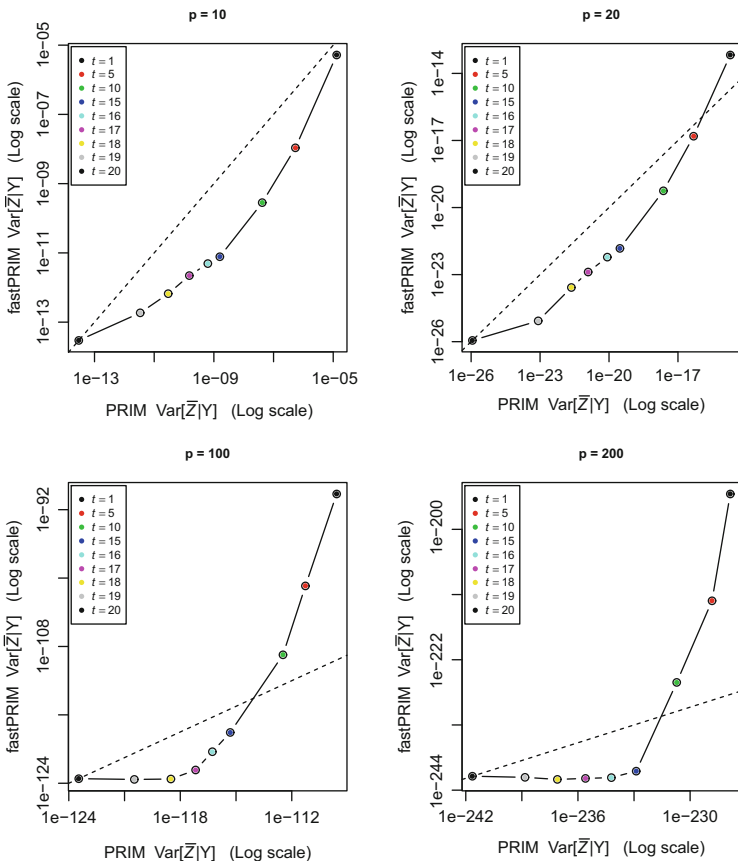 p = 10
fastPRIM Var[Z̅|Y] (Log scale)
1e−05
1e−07
1e−09
1e−11
1e−13
t = 1
t = 5
t = 10
t = 15
t = 16
t = 17
t = 18
t = 19
t = 20
1e−13
1e−09
1e−05
PRIM Var[Z̅|Y] (Log scale)
p = 20
fastPRIM Var[Z̅|Y] (Log scale)
1e−14
1e−17
1e−20
1e−23
1e−26
t = 1
t = 5
t = 10
t = 15
t = 16
t = 17
t = 18
t = 19
t = 20
1e−26
1e−23
1e−20
1e−17
PRIM Var[Z̅|Y] (Log scale)
p = 100
fastPRIM Var[Z̅|Y] (Log scale)
1e−92
1e−108
1e−124
t = 1
t = 5
t = 10
t = 15
t = 16
t = 17
t = 18
t = 19
t = 20
1e−124
1e−118
1e−112
PRIM Var[Z̅|Y] (Log scale)
p = 200
fastPRIM Var[Z̅|Y] (Log scale)
1e−200
1e−222
1e−244
t = 1
t = 5
t = 10
t = 15
t = 16
t = 17
t = 18
t = 19
t = 20
1e−242
1e−236
1e−230
PRIM Var[Z̅|Y] (Log scale)